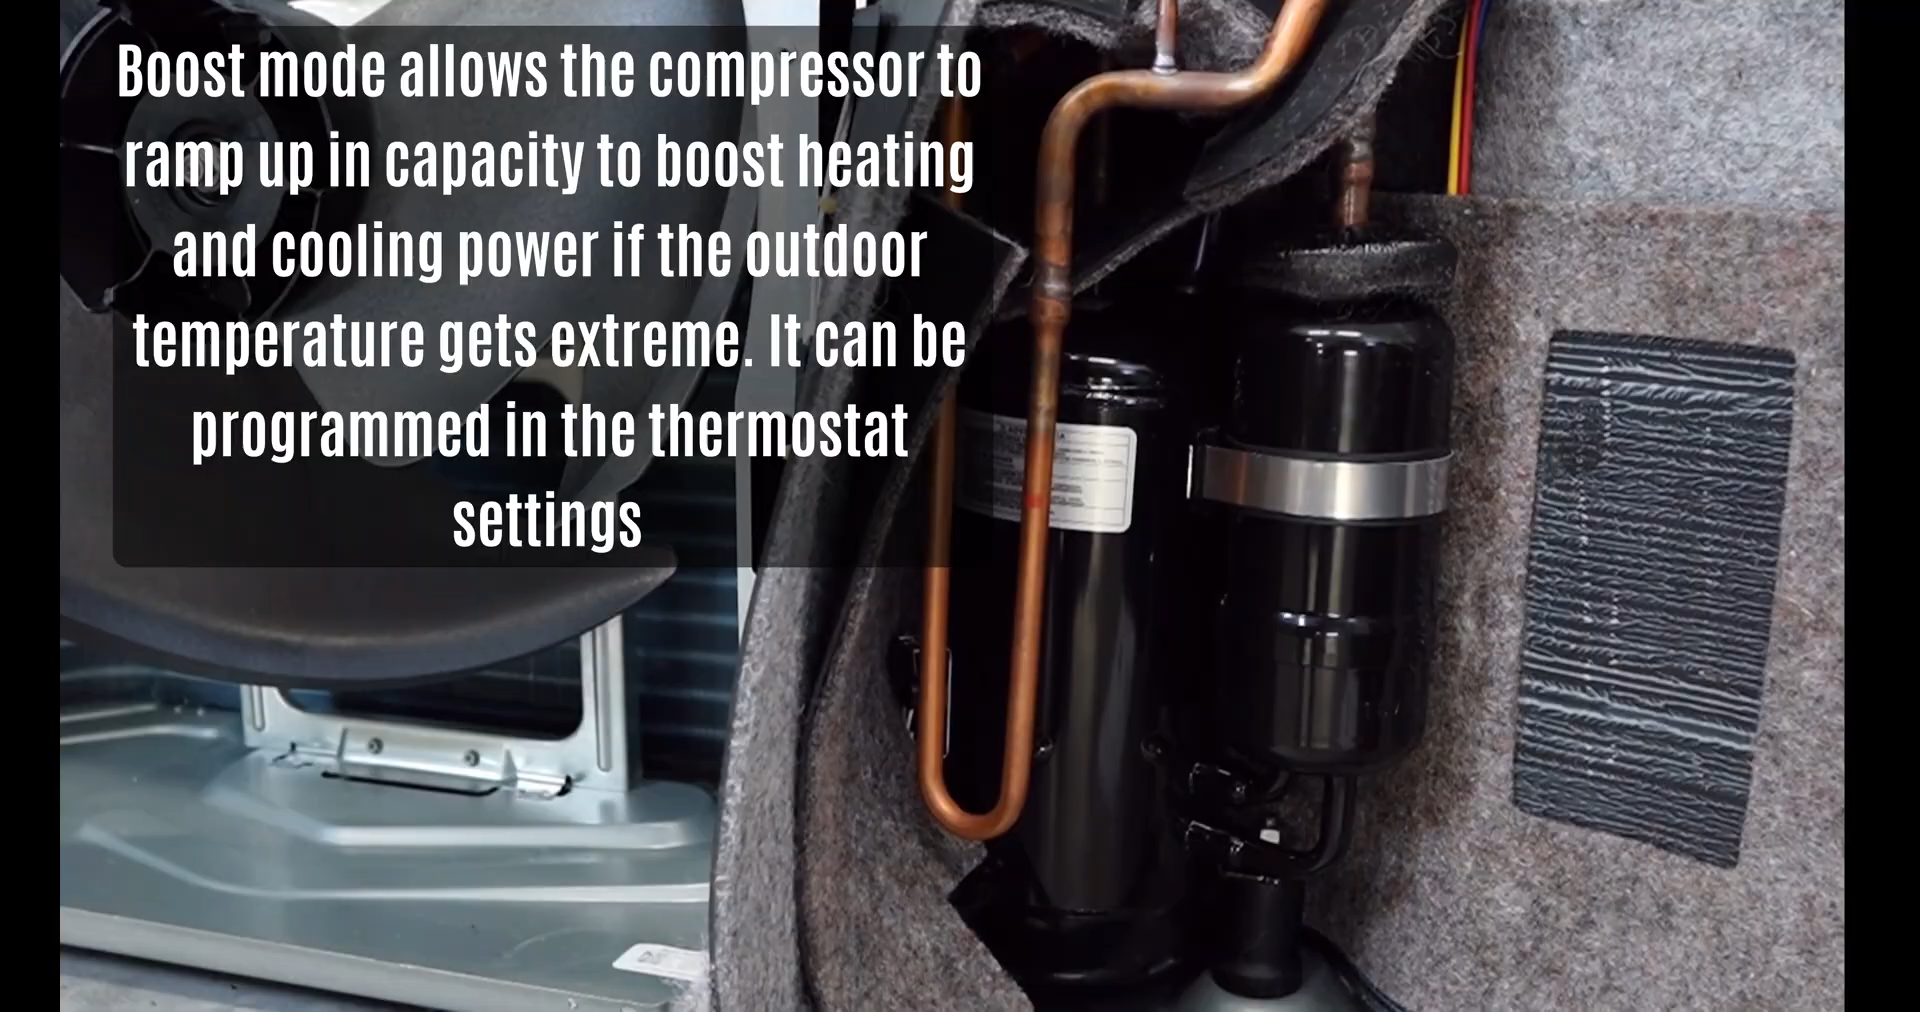 Boost mode allows the compressor to
ramp up in capacity to boost heating
and cooling power if the outdoor
temperature gets extreme. It can be
programmed in the thermostat
settings